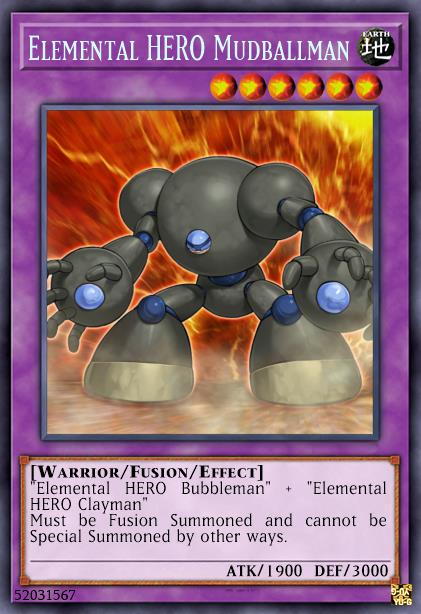 Elemental HERO Mudballman
EARTH
地
[Warrior/Fusion/Effect]
"Elemental HERO Bubbleman" + "Elemental
HERO Clayman"
Must be Fusion Summoned and cannot be
Special Summoned by other ways.
ATK/1900 DEF/3000
52031567